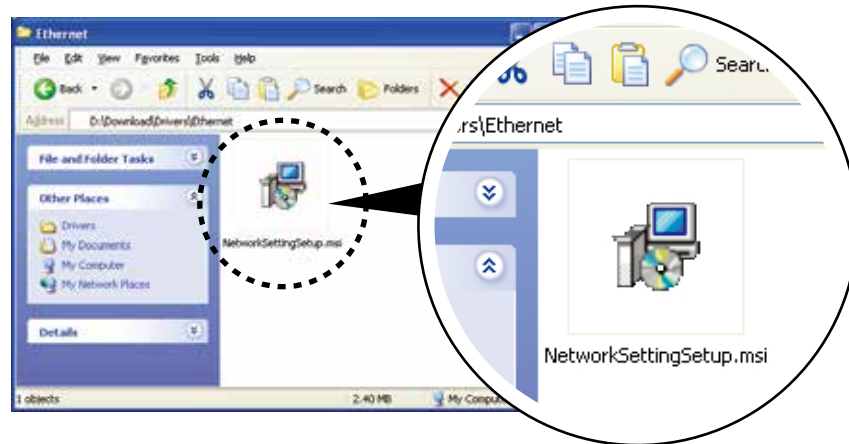 Ethernet
File Edit View Favorites Tools Help
Back Search Folders
Address D:\Download\Drivers\Ethernet
File and Folder Tasks
Other Places
Drivers
My Documents
My Computer
My Network Places
Details
NetworkSettingSetup.msi
1 objects 2.40 MB My Comput
Searc
rs\Ethernet
NetworkSettingSetup.msi